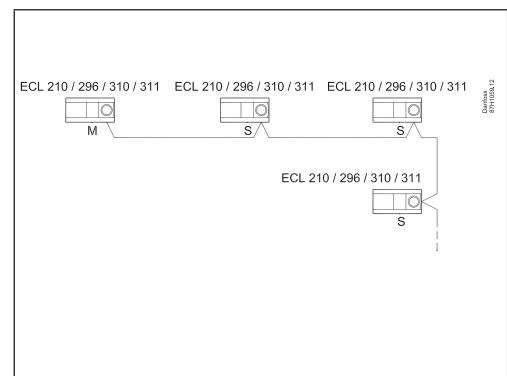 ECL 210 / 296 / 310 / 311 ECL 210 / 296 / 310 / 311 ECL 210 / 296 / 310 / 311
M S S
ECL 210 / 296 / 310 / 311
S
Danfoss
87H1059.12